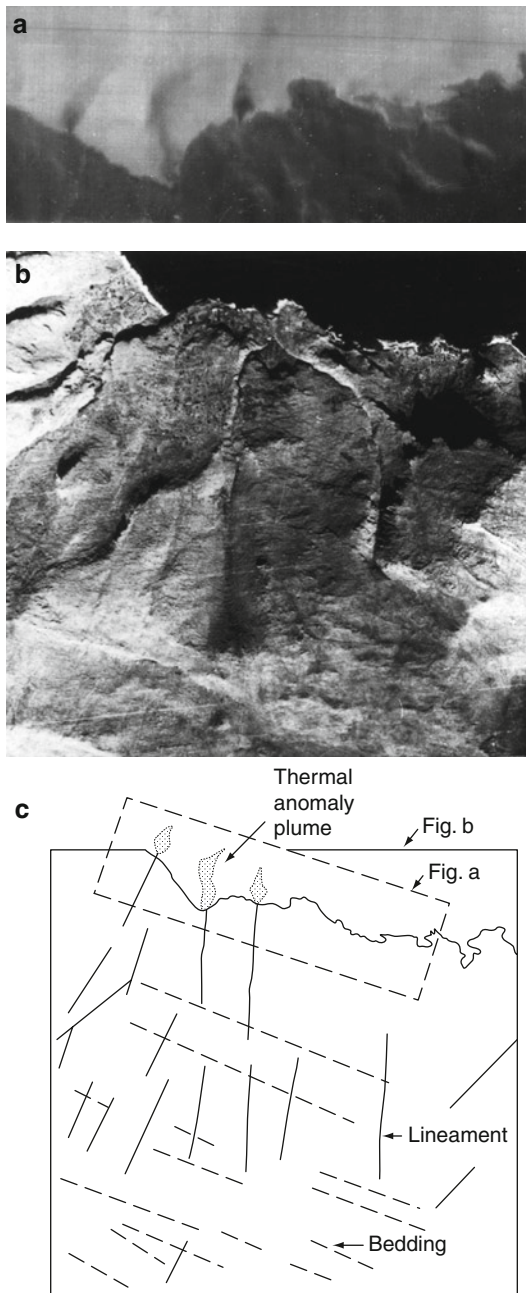 a
b
c
Thermal
anomaly
plume
Fig. b
Fig. a
Lineament
Bedding